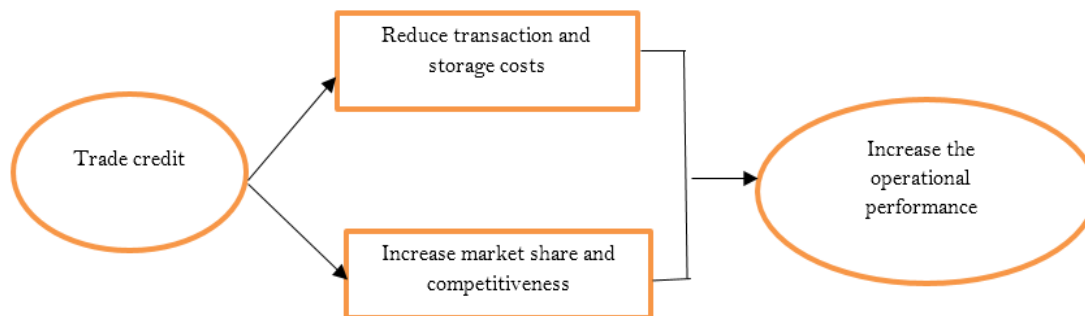 Reduce transaction and
storage costs
Trade credit
Increase the
operational
performance
Increase market share and
competitiveness